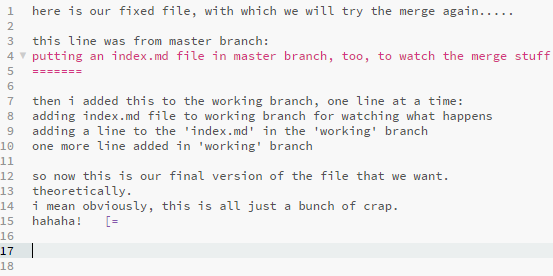 1 here is our fixed file, with which we will try the merge again.....
2
3 this line was from master branch:
4 putting an index.md file in master branch, too, to watch the merge stuff
5 =======
6
7 then i added this to the working branch, one line at a time:
8 adding index.md file to working branch for watching what happens
9 adding a line to the 'index.md' in the 'working' branch
10 one more line added in 'working' branch
11
12 so now this is our final version of the file that we want.
13 theoretically.
14 i mean obviously, this is all just a bunch of crap.
15 hahaha!   [=
16
17
18